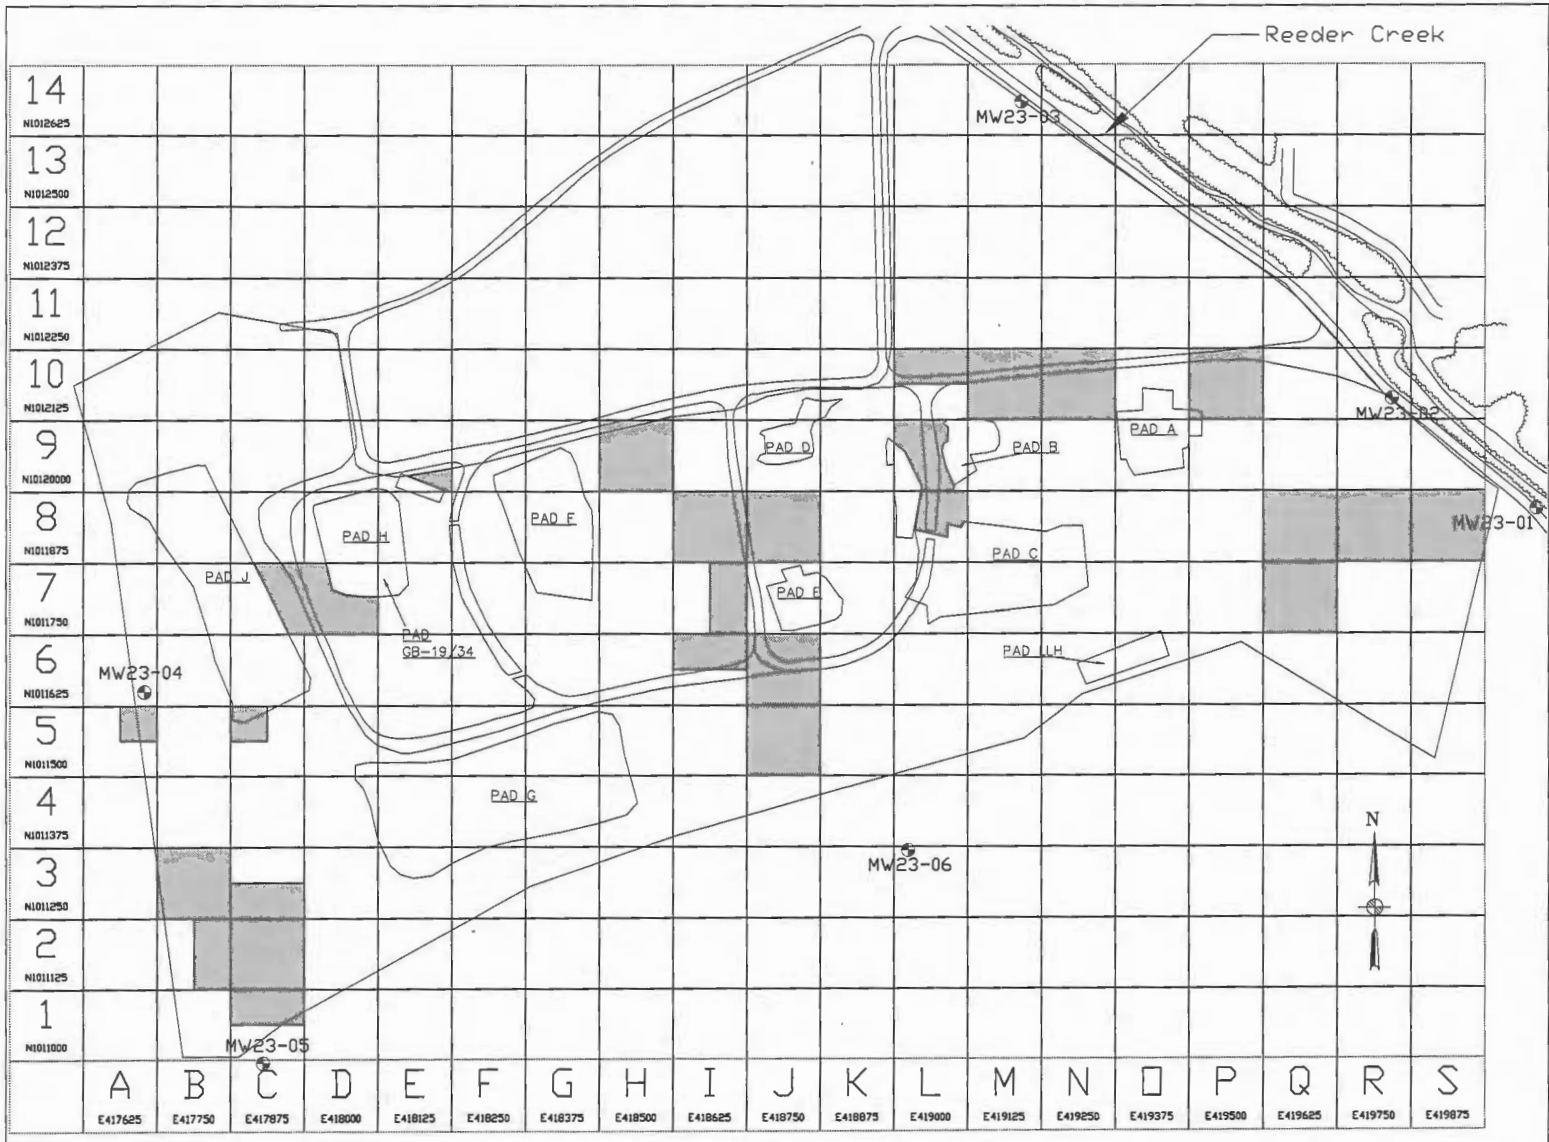 Reeder Creek
14
N1012625
MW23-03
13
N1012500
12
N1012375
11
N1012250
10
N1012125
MW23-02
9
N1012000
PAD D
PAD B
PAD A
8
N1011875
PAD H
PAD F
PAD C
MW23-01
7
N1011750
PAD J
PAD E
PAD
GB-19/34
6
N1011625
MW23-04
PAD LLH
5
N1011500
4
N1011375
PAD G
N
3
N1011250
MW23-06
2
N1011125
1
N1011000
MW23-05
A B C D E F G H I J K L M N O P Q R S
E417625 E417750 E417875 E418000 E418125 E418250 E418375 E418500 E418625 E418750 E418875 E419000 E419125 E419250 E419375 E419500 E419625 E419750 E419875